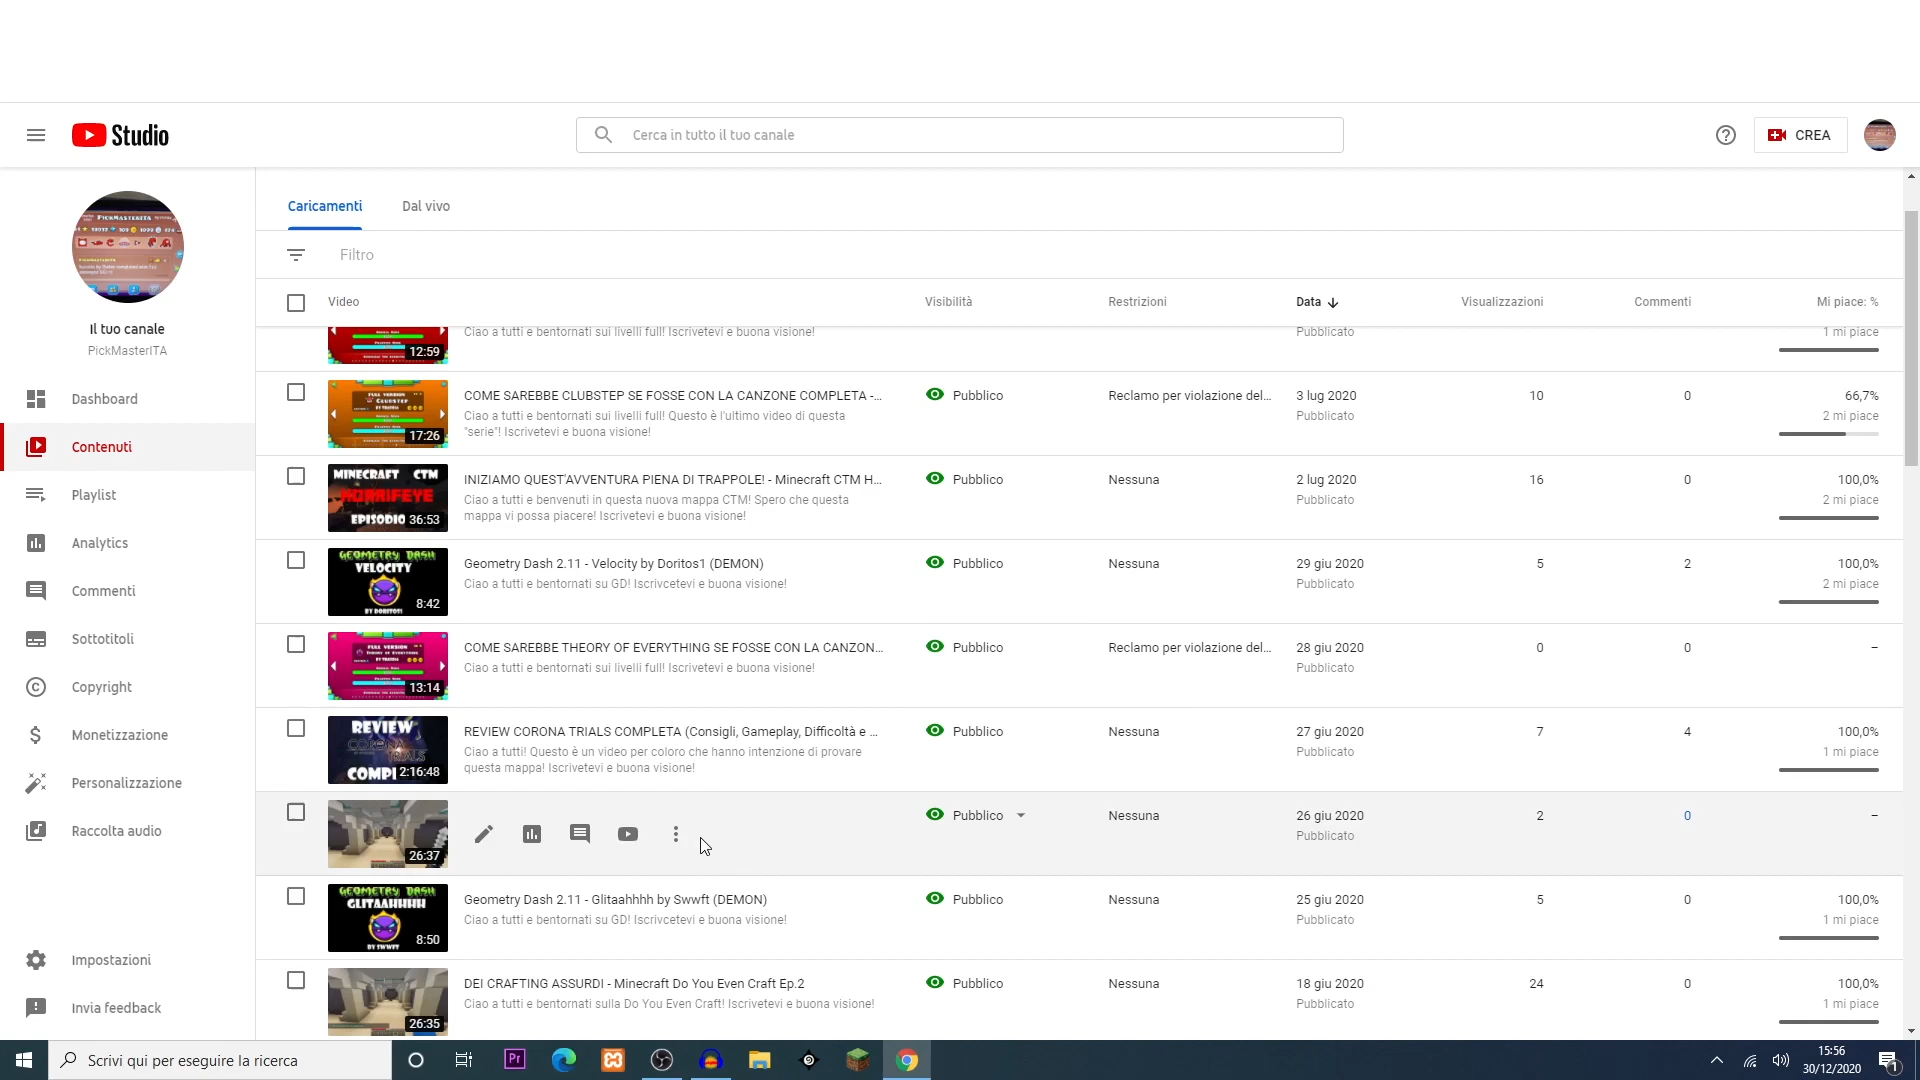 Studio
Cerca in tutto il tuo canale
CREA
Il tuo canale
PickMasterITA
Dashboard
Contenuti
Playlist
Analytics
Commenti
Sottotitoli
Copyright
Monetizzazione
Personalizzazione
Raccolta audio
Impostazioni
Invia feedback
Caricamenti Dal vivo
Filtro
Video Visibilità Restrizioni Data Visualizzazioni Commenti Mi piace: %
12:59 Ciao a tutti e bentornati sui livelli full! Iscrivetevi e buona visione! Pubblicato 1 mi piace
COME SAREBBE CLUBSTEP SE FOSSE CON LA CANZONE COMPLETA -... Pubblico Reclamo per violazione del... 3 lug 2020 10 0 66,7%
Ciao a tutti e bentornati sui livelli full! Questo è l'ultimo video di questa Pubblicato 2 mi piace
"serie"! Iscrivetevi e buona visione!
17:26
MINECRAFT CTM
HORRIFEYE
EPISODIO 36:53
INIZIAMO QUEST'AVVENTURA PIENA DI TRAPPOLE! - Minecraft CTM H... Pubblico Nessuna 2 lug 2020 16 0 100,0%
Ciao a tutti e benvenuti in questa nuova mappa CTM! Spero che questa Pubblicato 2 mi piace
mappa vi possa piacere! Iscrivetevi e buona visione!
GEOMETRY DASH
VELOCITY
BY DORITOS1
8:42
Geometry Dash 2.11 - Velocity by Doritos1 (DEMON) Pubblico Nessuna 29 giu 2020 5 2 100,0%
Ciao a tutti e bentornati su GD! Iscrivcetevi e buona visione! Pubblicato 2 mi piace
FULL VERSION
13:14
COME SAREBBE THEORY OF EVERYTHING SE FOSSE CON LA CANZON... Pubblico Reclamo per violazione del... 28 giu 2020 0 0 –
Ciao a tutti e bentornati sui livelli full! Iscrivetevi e buona visione! Pubblicato
REVIEW
CORONA
TRIALS
COMPL 2:16:48
REVIEW CORONA TRIALS COMPLETA (Consigli, Gameplay, Difficoltà e ... Pubblico Nessuna 27 giu 2020 7 4 100,0%
Ciao a tutti! Questo è un video per coloro che hanno intenzione di provare Pubblicato 1 mi piace
questa mappa! Iscrivetevi e buona visione!
26:37 Pubblico Nessuna 26 giu 2020 2 0 –
Pubblicato
GEOMETRY DASH
GLITAAHHHH
BY SWWFT
8:50
Geometry Dash 2.11 - Glitaahhhh by Swwft (DEMON) Pubblico Nessuna 25 giu 2020 5 0 100,0%
Ciao a tutti e bentornati su GD! Iscrivcetevi e buona visione! Pubblicato 1 mi piace
26:35
DEI CRAFTING ASSURDI - Minecraft Do You Even Craft Ep.2 Pubblico Nessuna 18 giu 2020 24 0 100,0%
Ciao a tutti e bentornati sulla Do You Even Craft! Iscrivetevi e buona visione! Pubblicato 1 mi piace
Scrivi qui per eseguire la ricerca
Pr
15:56
30/12/2020
1